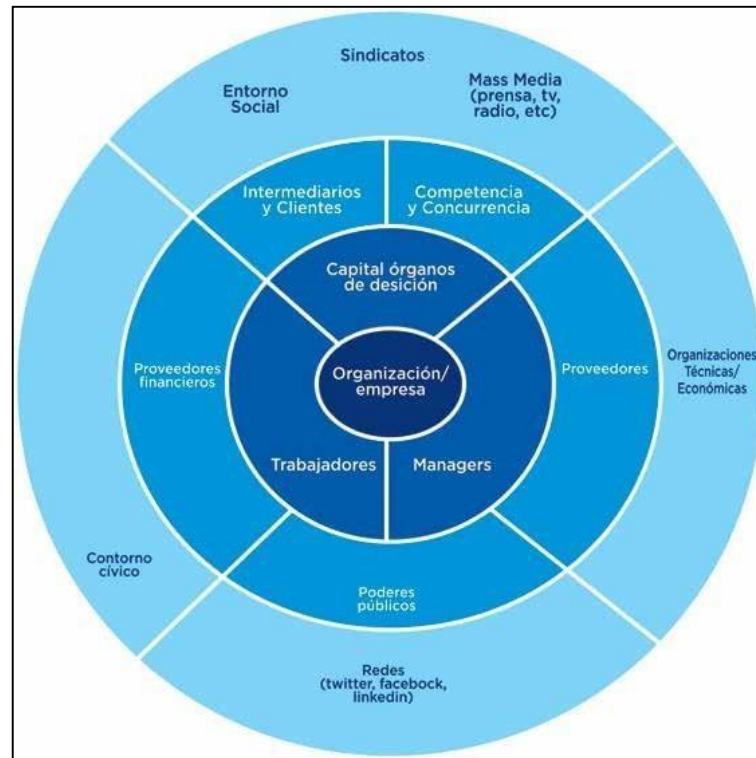 Sindicatos
Entorno
Social
Mass Media
(prensa, tv,
radio, etc)
Intermediarios
y Clientes
Competencia
y Concurrencia
Capital órganos
de desición
Proveedores
financieros
Organización/
empresa
Proveedores
Organizaciones
Técnicas/
Económicas
Trabajadores
Managers
Contorno
cívico
Poderes
públicos
Redes
(twitter, facebock,
linkedin)